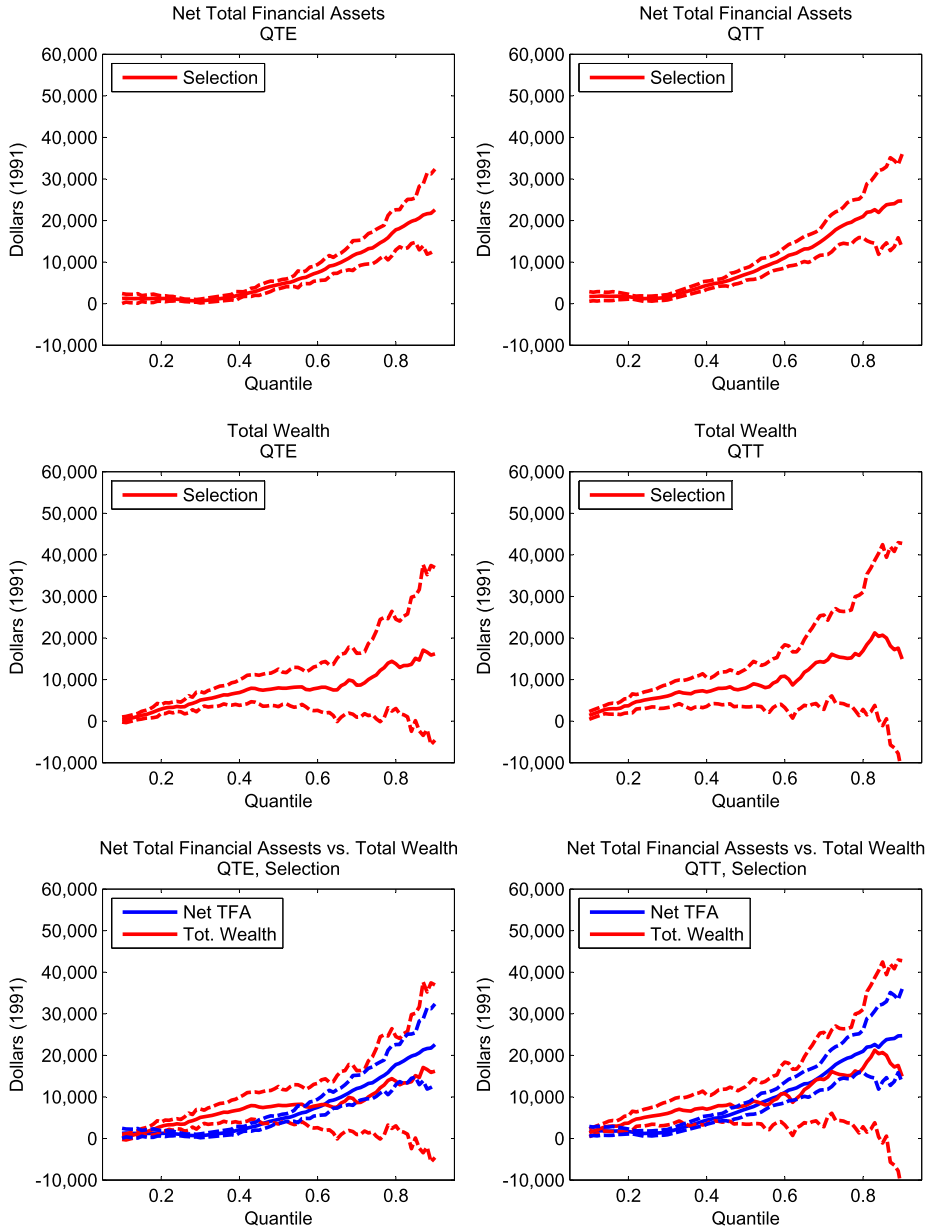 Net Total Financial Assets
QTE
60,000
50,000
40,000
30,000
20,000
10,000
0
-10,000
Dollars (1991)
Selection
0.2 0.4 0.6 0.8
Quantile
Net Total Financial Assets
QTT
60,000
50,000
40,000
30,000
20,000
10,000
0
-10,000
Dollars (1991)
Selection
0.2 0.4 0.6 0.8
Quantile
Total Wealth
QTE
60,000
50,000
40,000
30,000
20,000
10,000
0
-10,000
Dollars (1991)
Selection
0.2 0.4 0.6 0.8
Quantile
Total Wealth
QTT
60,000
50,000
40,000
30,000
20,000
10,000
0
-10,000
Dollars (1991)
Selection
0.2 0.4 0.6 0.8
Quantile
Net Total Financial Assests vs. Total Wealth
QTE, Selection
60,000
50,000
40,000
30,000
20,000
10,000
0
-10,000
Dollars (1991)
Net TFA
Tot. Wealth
0.2 0.4 0.6 0.8
Quantile
Net Total Financial Assests vs. Total Wealth
QTT, Selection
60,000
50,000
40,000
30,000
20,000
10,000
0
-10,000
Dollars (1991)
Net TFA
Tot. Wealth
0.2 0.4 0.6 0.8
Quantile